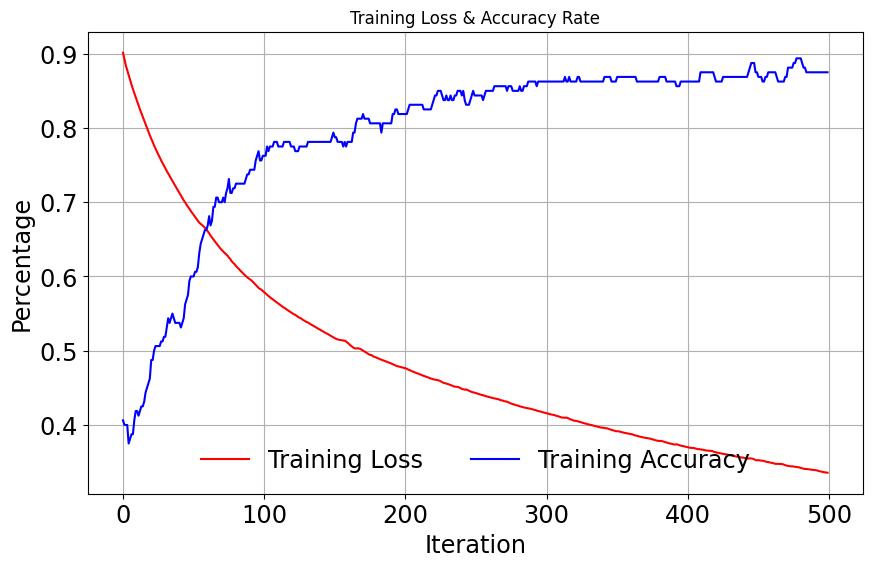 Training Loss & Accuracy Rate
0.9
0.8
0.7
0.6
0.5
0.4
Percentage
Training Loss
Training Accuracy
0
100
200
300
400
500
Iteration